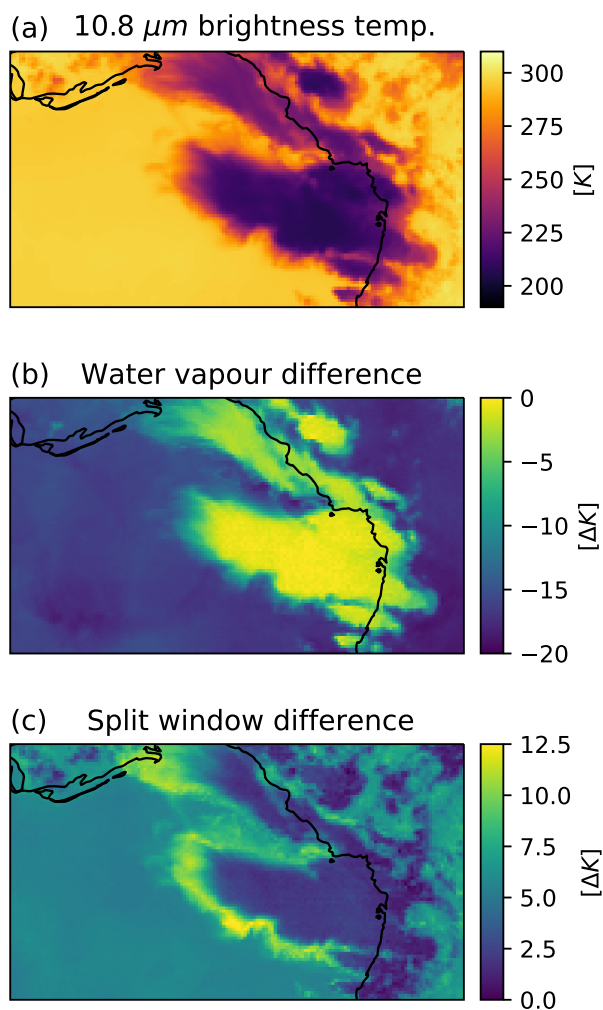 (a) 10.8 μm brightness temp.
300
275
250
225
200
[K]
(b) Water vapour difference
0
−5
−10
−15
−20
[ΔK]
(c) Split window difference
12.5
10.0
7.5
5.0
2.5
0.0
[ΔK]